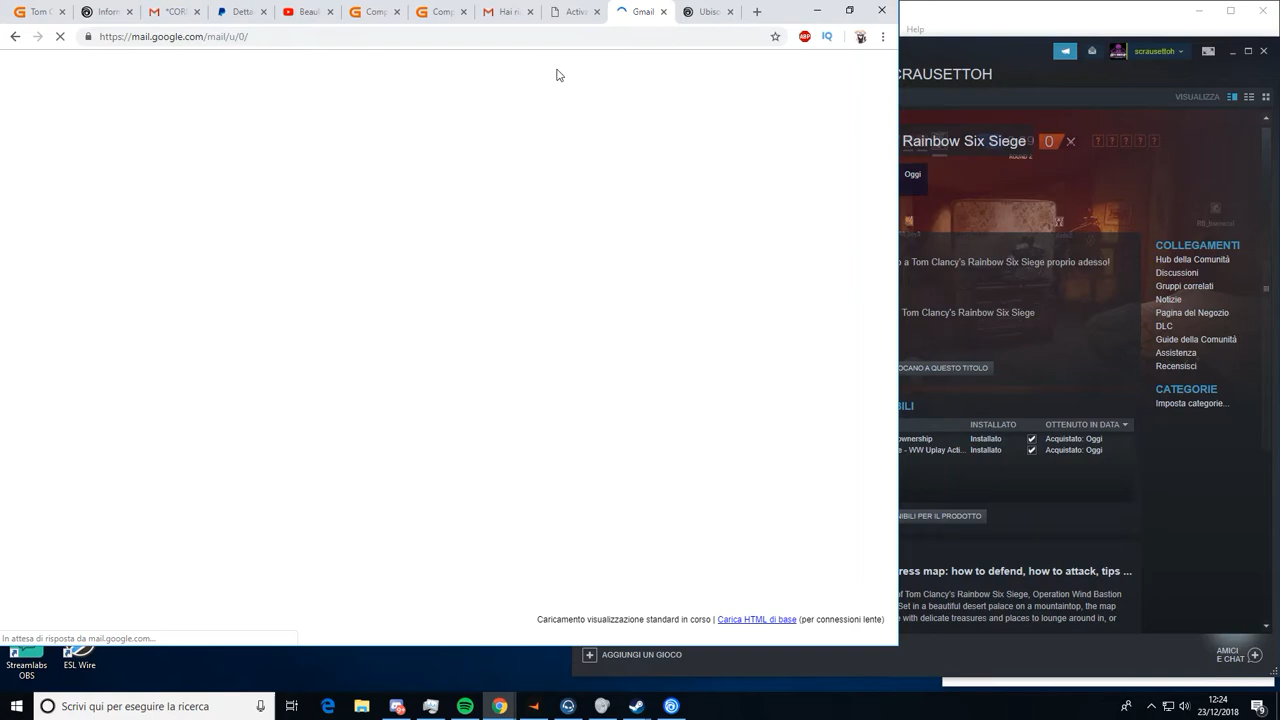 Tom C
Inform
*COR
Detta
Beau
Comp
Comp
Hai ri
Activa
Gmail
Ubiso
https://mail.google.com/mail/u/0/
ABP
IQ
Help
scrausettoh
CRAUSETTOH
VISUALIZZA
Rainbow Six Siege
0
ROUND 2
Oggi
o a Tom Clancy's Rainbow Six Siege proprio adesso!
Tom Clancy's Rainbow Six Siege
OCANO A QUESTO TITOLO
COLLEGAMENTI
Hub della Comunità
Discussioni
Gruppi correlati
Notizie
Pagina del Negozio
DLC
Guide della Comunità
Assistenza
Recensisci
CATEGORIE
Imposta categorie...
BILI
INSTALLATO
OTTENUTO IN DATA
ownership
Installato
Acquistato: Oggi
e - WW Uplay Acti...
Installato
Acquistato: Oggi
NIBILI PER IL PRODOTTO
ress map: how to defend, how to attack, tips ...
of Tom Clancy's Rainbow Six Siege, Operation Wind Bastion
Set in a beautiful desert palace on a mountaintop, the map
with delicate treasures and places to lounge around in, or
Caricamento visualizzazione standard in corso | Carica HTML di base (per connessioni lente)
In attesa di risposta da mail.google.com...
AGGIUNGI UN GIOCO
AMICI
E CHAT
Streamlabs
OBS
ESL Wire
Scrivi qui per eseguire la ricerca
12:24
23/12/2018